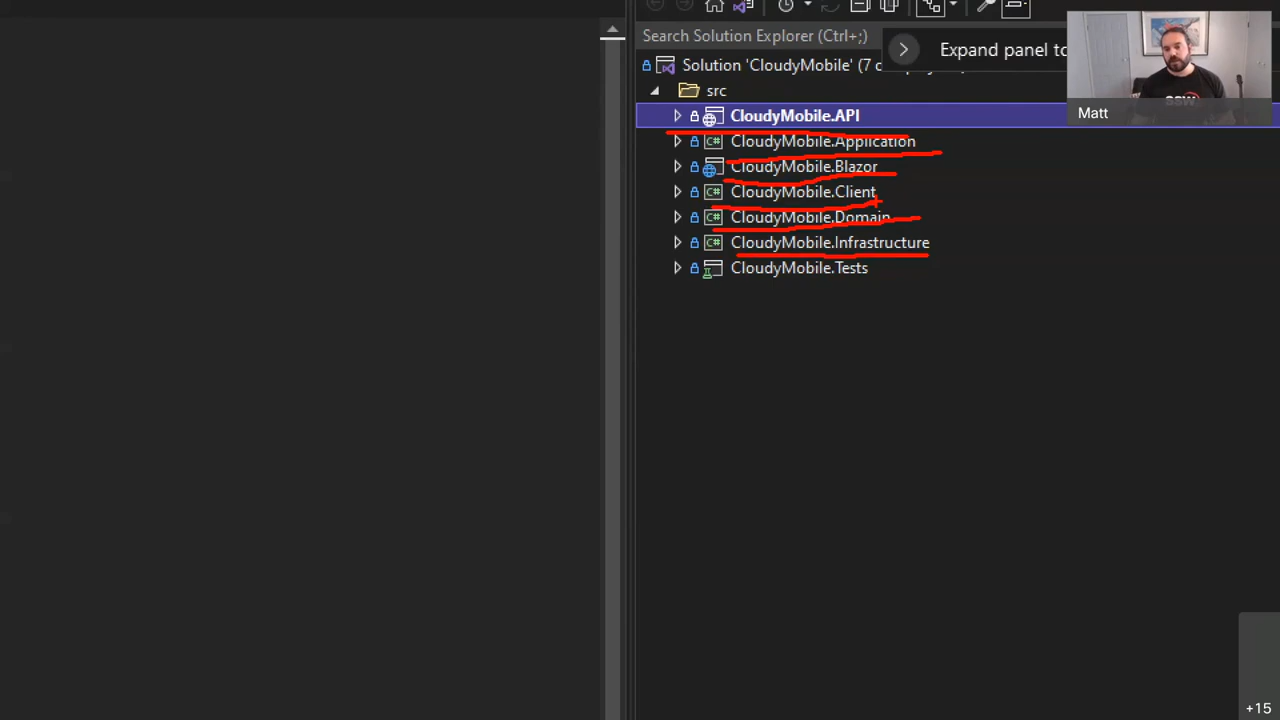 Search Solution Explorer (Ctrl+;)
Expand panel to
Solution 'CloudyMobile' (7 o
src
CloudyMobile.API
CloudyMobile.Application
CloudyMobile.Blazor
CloudyMobile.Client
CloudyMobile.Domain
CloudyMobile.Infrastructure
CloudyMobile.Tests
SSW
Matt
+15